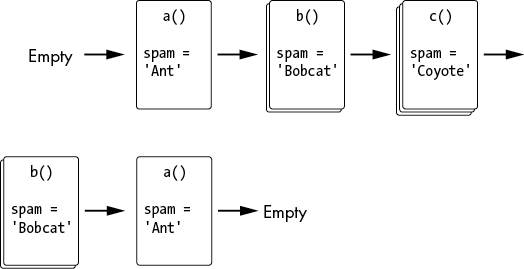 Empty
a()
spam =
'Ant'
b()
spam =
'Bobcat'
c()
spam =
'Coyote'
b()
spam =
'Bobcat'
a()
spam =
'Ant'
Empty